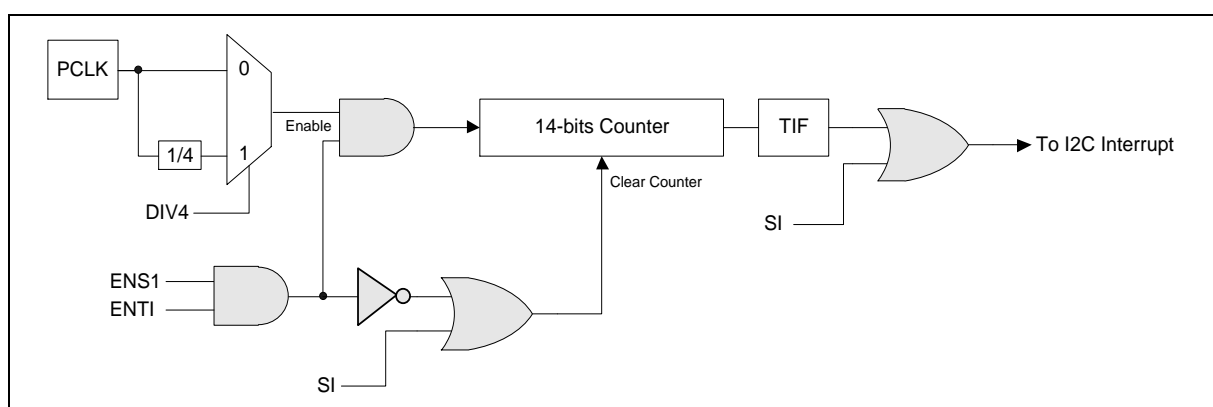 PCLK
0
1/4
1
DIV4
Enable
14-bits Counter
TIF
To I2C Interrupt
Clear Counter
SI
ENS1
ENTI
SI